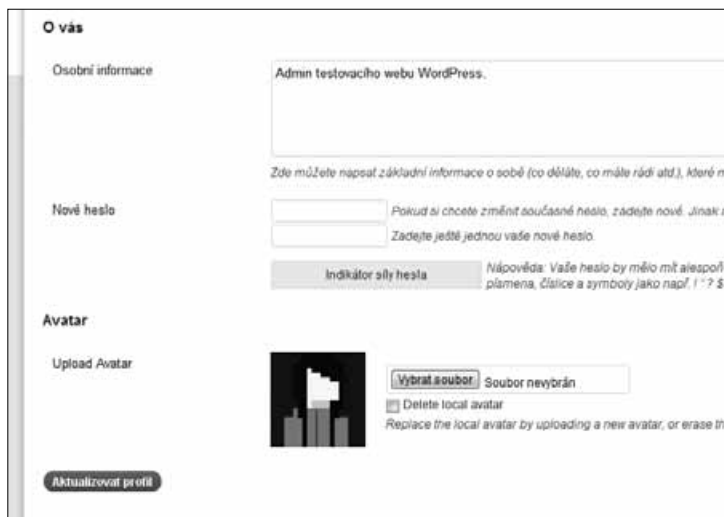 O vás
Osobní informace
Admin testovacího webu WordPress.
Zde můžete napsat základní informace o sobě (co děláte, co máte rádi atd.), které
Nové heslo
Pokud si chcete změnit současné heslo, zadejte nové. Jinak
Zadejte ještě jednou vaše nové heslo.
Indikátor síly hesla
Nápověda: Vaše heslo by mělo mít alespoň
písmena, číslice a symboly jako např. ! " ? $
Avatar
Upload Avatar
Vybrat soubor Soubor nevybrán
Delete local avatar
Replace the local avatar by uploading a new avatar, or erase th
Aktualizovat profil